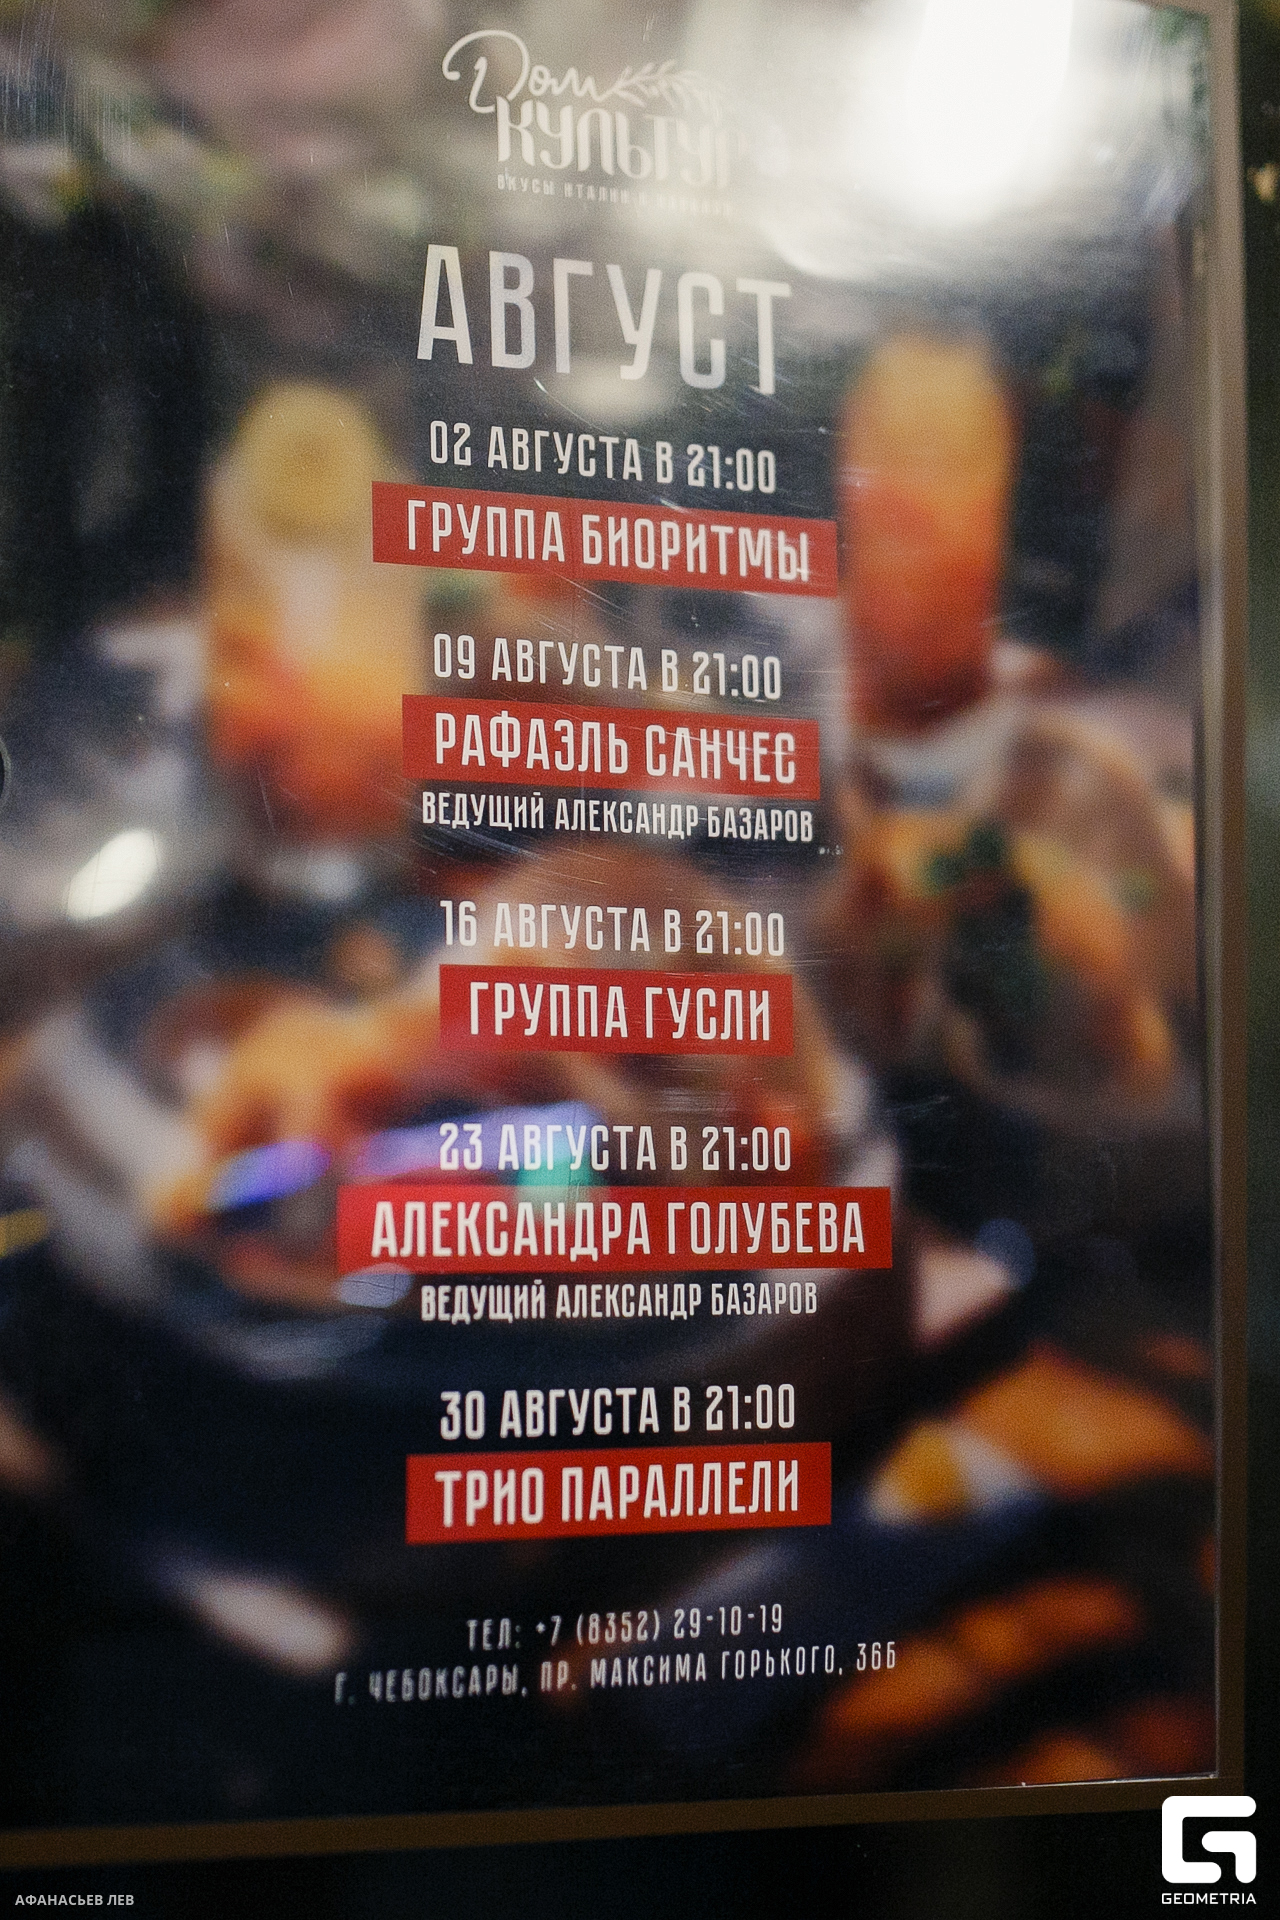 Дом
КУЛЬТУР
ВКУСЫ ИТАЛИИ И
АВГУСТ
02 АВГУСТА В 21:00
ГРУППА БИОРИТМЫ
09 АВГУСТА В 21:00
РАФАЭЛЬ САНЧЕС
ВЕДУЩИЙ АЛЕКСАНДР БАЗАРОВ
16 АВГУСТА В 21:00
ГРУППА ГУСЛИ
23 АВГУСТА В 21:00
АЛЕКСАНДРА ГОЛУБЕВА
ВЕДУЩИЙ АЛЕКСАНДР БАЗАРОВ
30 АВГУСТА В 21:00
ТРИО ПАРАЛЛЕЛИ
ТЕЛ: +7 (8352) 29-10-19
Г. ЧЕБОКСАРЫ, ПР. МАКСИМА ГОРЬКОГО, 36Б
GEOMETRIA
АФАНАСЬЕВ ЛЕВ